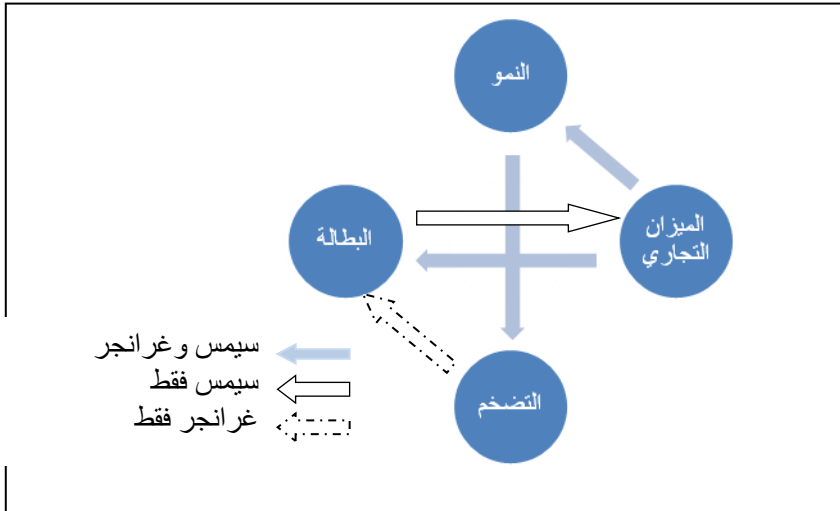 النمو
الميزان
التجاري
البطالة
التضخم
سيمس وغرانجر
سيمس فقط
غرانجر فقط